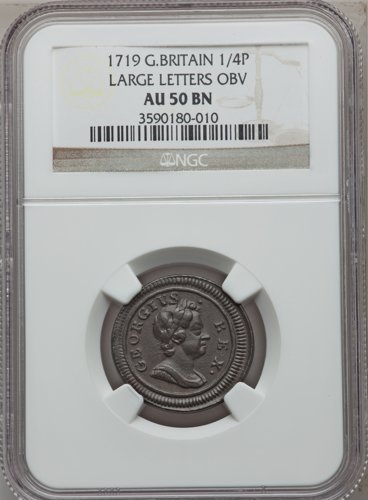 1719 G.BRITAIN 1/4P
LARGE LETTERS OBV
AU 50 BN
3590180-010
NGC
GEORGIUS REX.